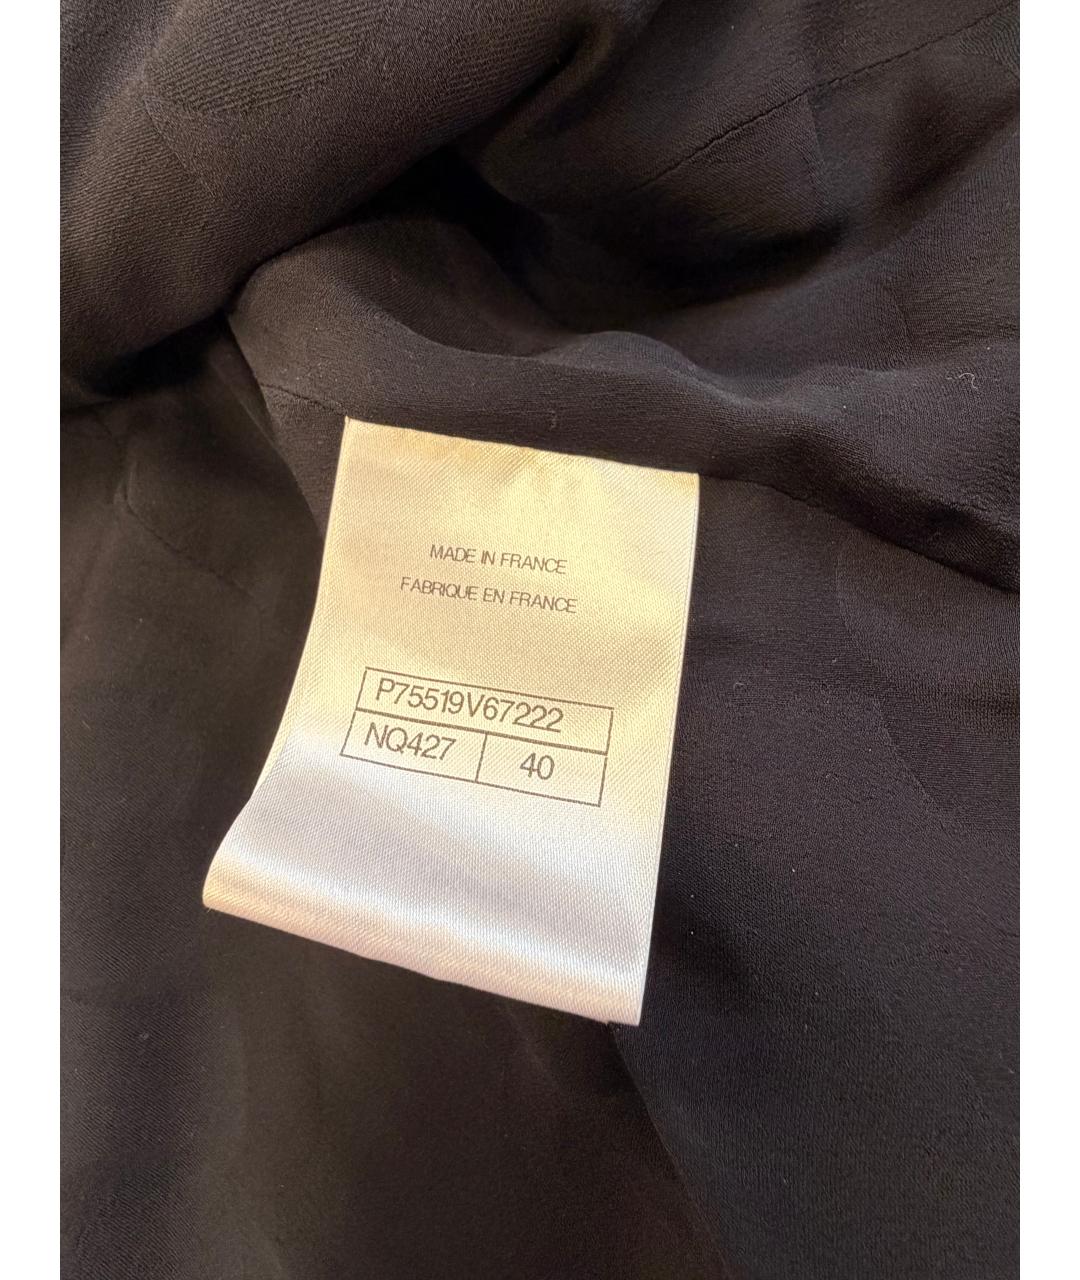 MADE IN FRANCE
FABRIQUE EN FRANCE
P75519V67222
NQ427 40